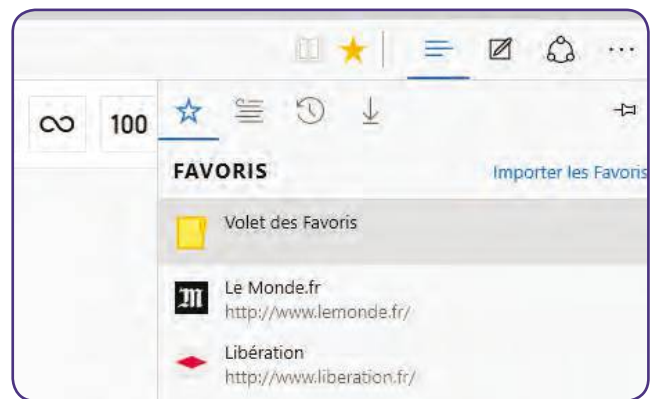 100
FAVORIS Importer les Favoris
Volet des Favoris
Le Monde.fr
http://www.lemonde.fr/
Libération
http://www.liberation.fr/